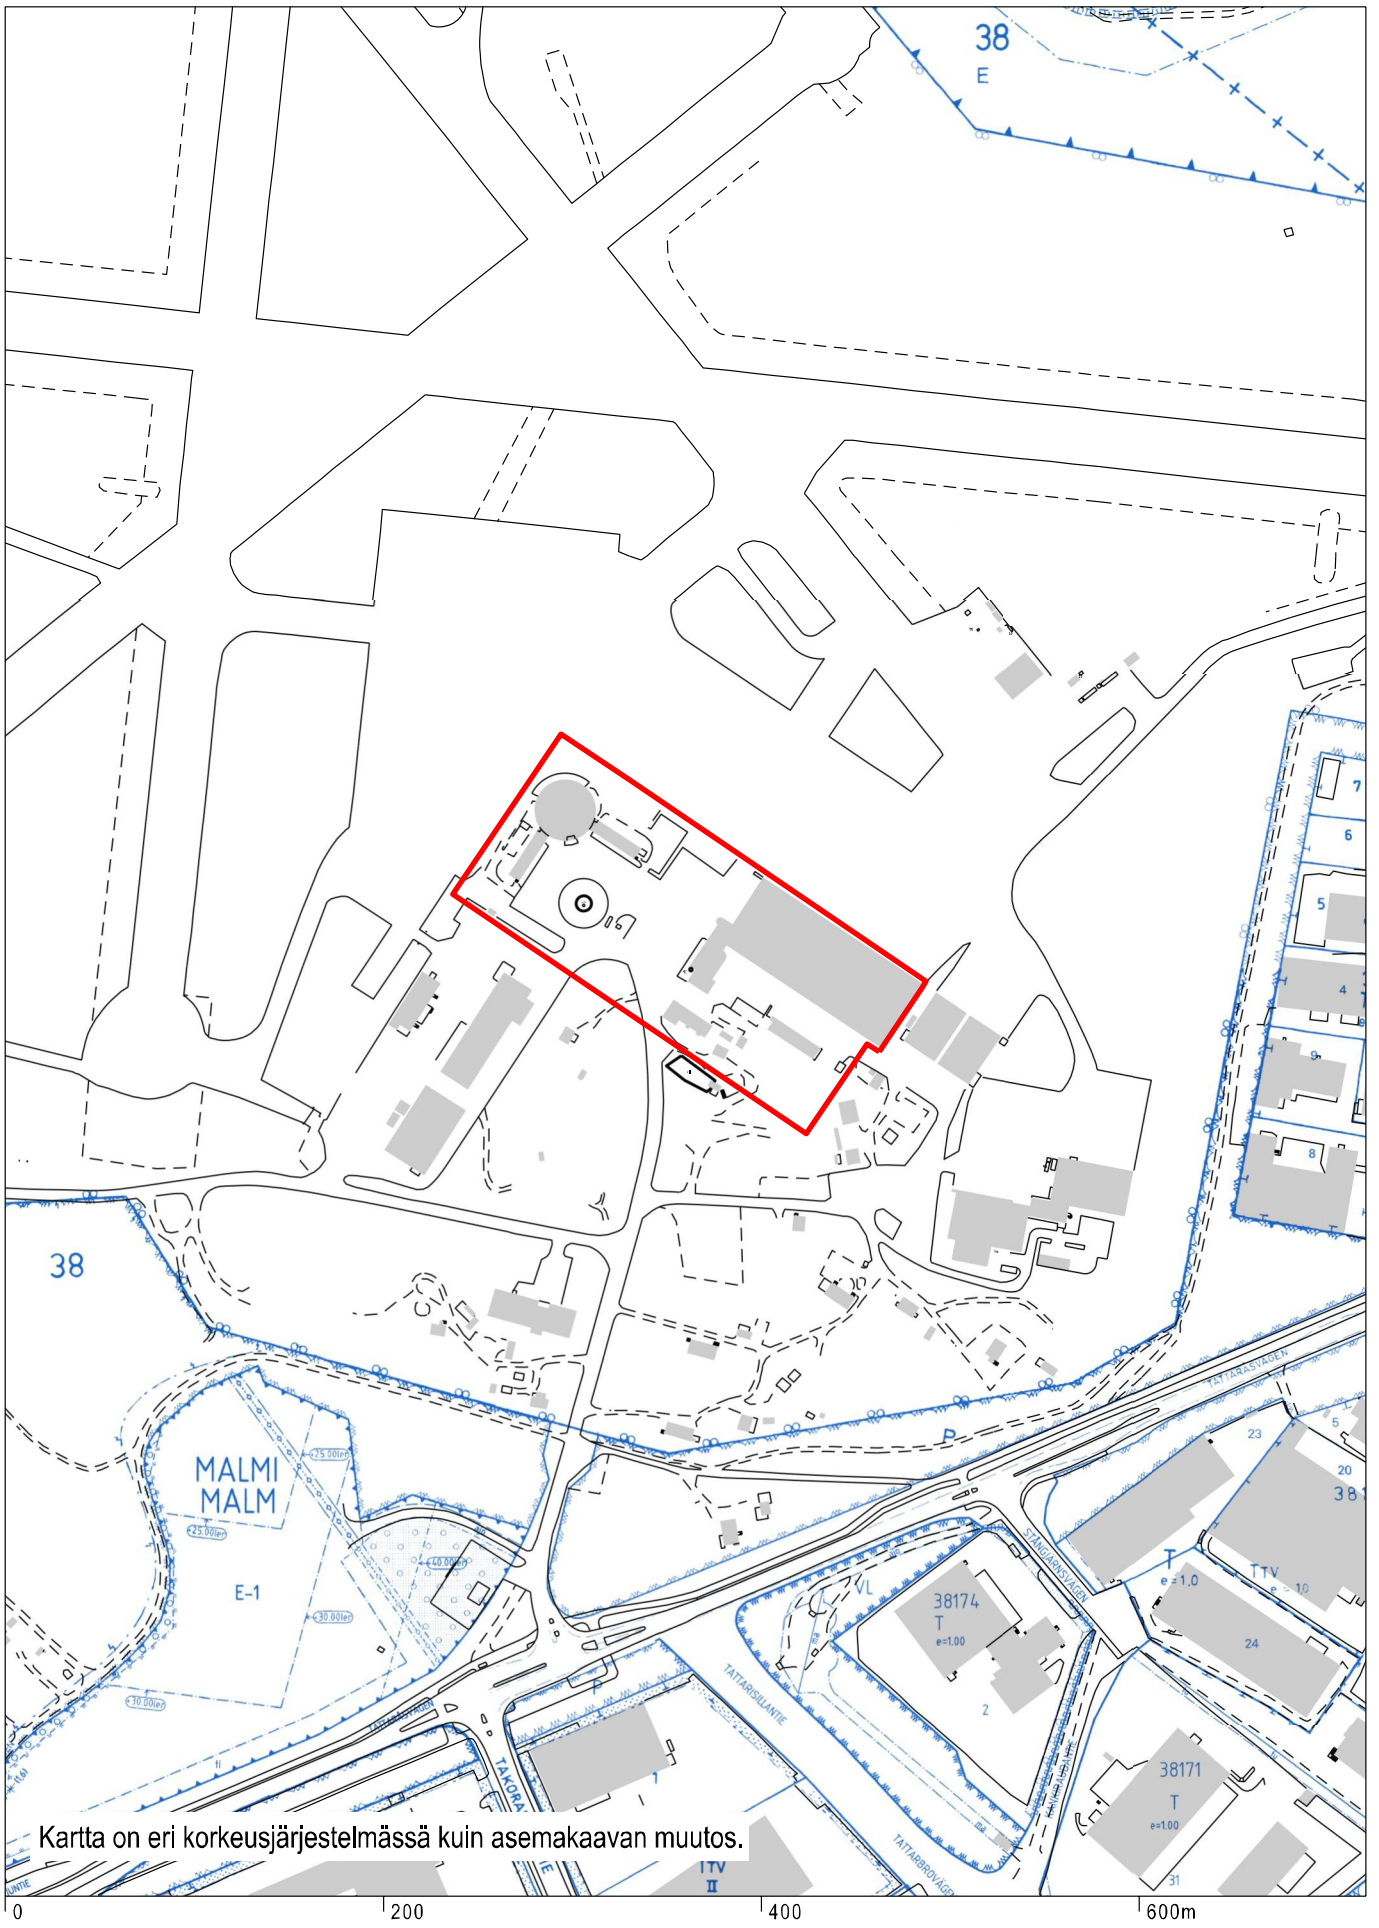 38
E
7
6
5
4
9
8
38
TATTARASVÄGEN
P
5
23
20
MALMI
MALM
+25.00ler
+25.00ler
+40.00ler
E-1
+30.00ler
+30.00ler
STÅNGJÄRNSVÄGEN
VL
T
e=1.0
TTV
38174
T
e=1.00
24
2
TATTARISILLANTIE
P
1
38171
T
e=1.00
31
TATTARBROVÄGEN
Kartta on eri korkeusjärjestelmässä kuin asemakaavan muutos.
TTV
II
0 200 400 600m